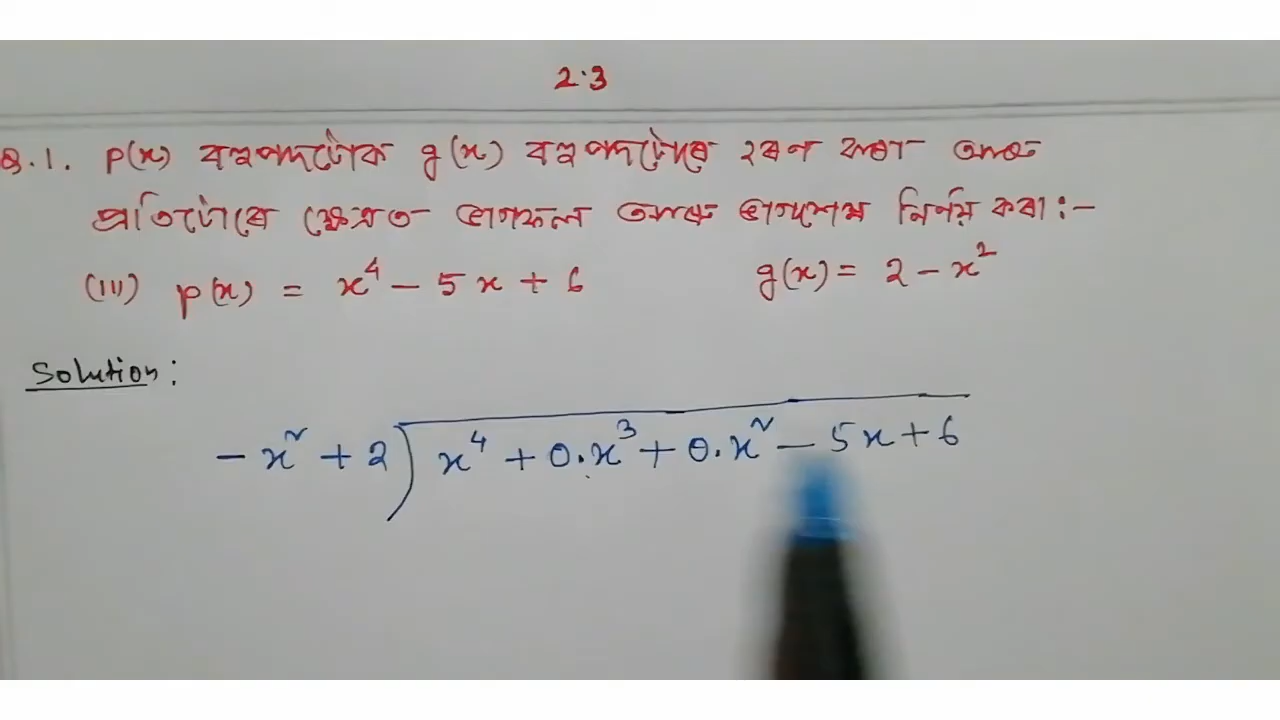 2.3
Q.1. p(x) বহুপদটোক g(x) বহুপদটোৰে হৰণ কৰা আৰু
প্ৰতিটোৰে ক্ষেত্ৰত ভাগফল আৰু ভাগশেষ নিৰ্ণয় কৰা :-
(iii) p(x) = x⁴ - 5x + 6 g(x) = 2 - x²
Solution:
-x² + 2) x⁴ + 0.x³ + 0.x² - 5x + 6